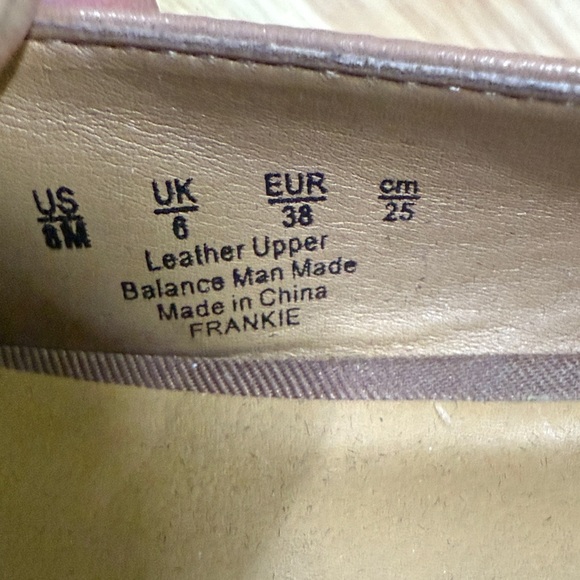 US UK EUR cm
8M 6 38 25
Leather Upper
Balance Man Made
Made in China
FRANKIE